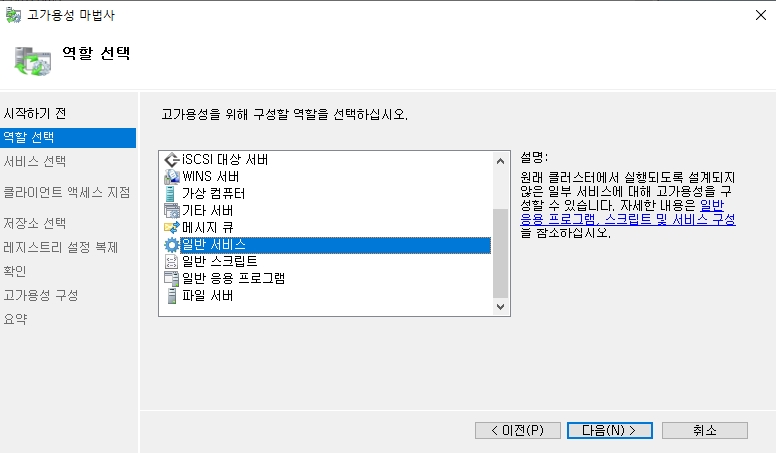 고가용성 마법사
역할 선택
시작하기 전
역할 선택
서비스 선택
클라이언트 액세스 지점
저장소 선택
레지스트리 설정 복제
확인
고가용성 구성
요약
고가용성을 위해 구성할 역할을 선택하십시오.
iSCSI 대상 서버
WINS 서버
가상 컴퓨터
기타 서버
메시지 큐
일반 서비스
일반 스크립트
일반 응용 프로그램
파일 서버
설명:
원래 클러스터에서 실행되도록 설계되지
않은 일부 서비스에 대해 고가용성을 구
성할 수 있습니다. 자세한 내용은 일반
응용 프로그램, 스크립트 및 서비스 구성
을 참소하십시오.
< 이전(P)
다음(N) >
취소